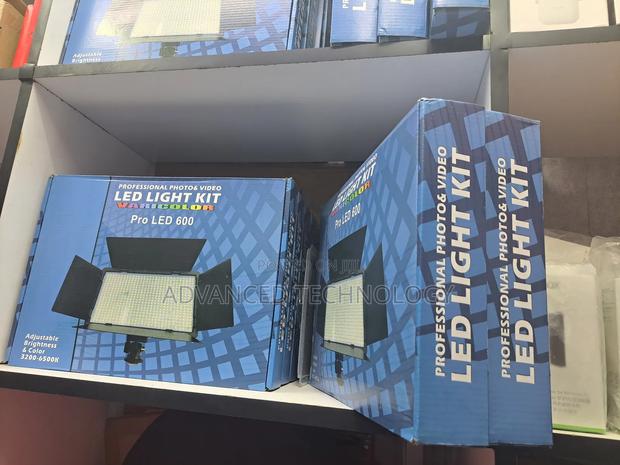 PROFESSIONAL PHOTO & VIDEO
Adjustable
Brightness
PROFESSIONAL PHOTO& VIDEO
LED LIGHT KIT
VARICOLOR
Pro LED 600
Adjustable
Brightness
& Color
3200-6500K
LED LIGHT KIT
Pro LED 600
PROFESSIONAL PHOTO& VIDEO
LED LIGHT KIT
PROFESSIONAL PHOTO& VIDEO
LED LIGHT KIT
ADVANCED TECHNOLOGY